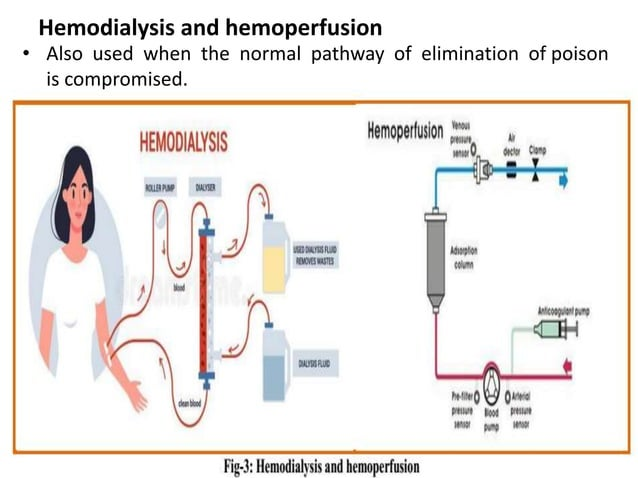 Hemodialysis and hemoperfusion
• Also used when the normal pathway of elimination of poison
is compromised.
HEMODIALYSIS
ROLLER PUMP
DIALYSER
blood
USED DIALYSIS FLUID
REMOVES WASTES
DIALYSIS FLUID
clean blood
Hemoperfusion
Venous
pressure
sensor
Air
dector
Clamp
Adsorption
column
Anticoagulant pump
Pre-filter
pressure
sensor
Blood
pump
Arterial
pressure
sensor
Fig-3: Hemodialysis and hemoperfusion